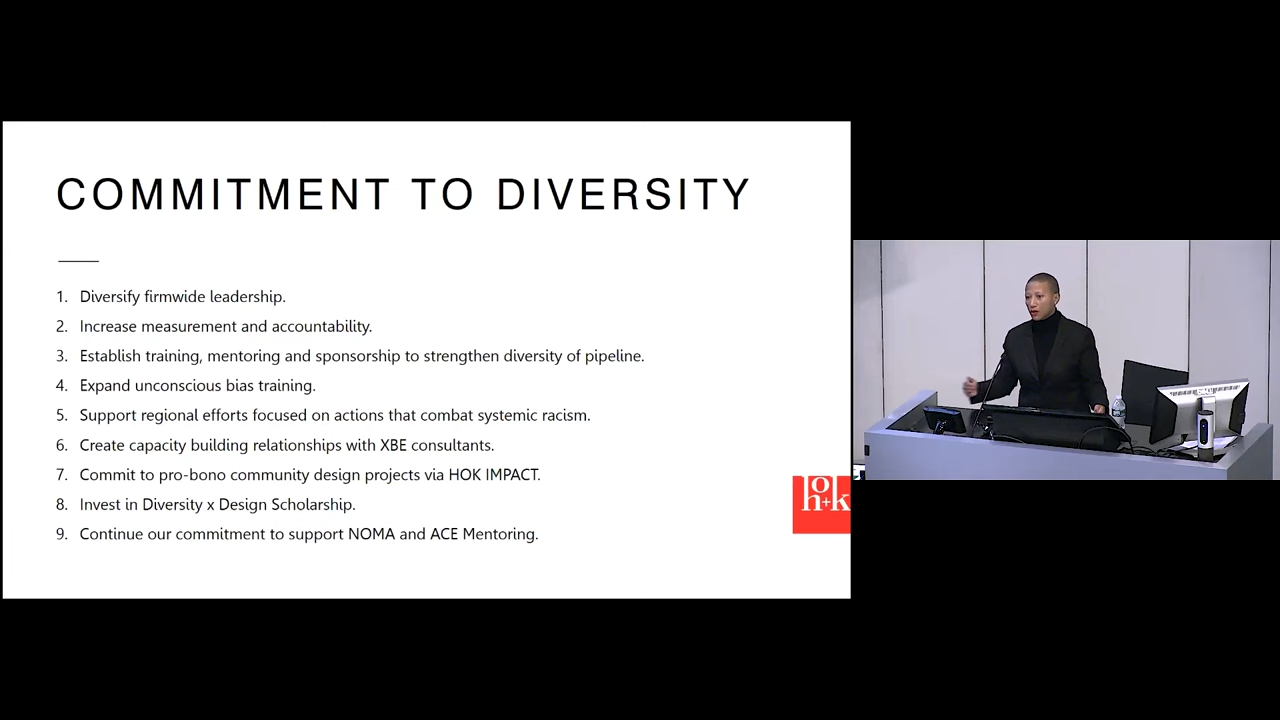 COMMITMENT TO DIVERSITY
1. Diversify firmwide leadership.
2. Increase measurement and accountability.
3. Establish training, mentoring and sponsorship to strengthen diversity of pipeline.
4. Expand unconscious bias training.
5. Support regional efforts focused on actions that combat systemic racism.
6. Create capacity building relationships with XBE consultants.
7. Commit to pro-bono community design projects via HOK IMPACT.
8. Invest in Diversity x Design Scholarship.
9. Continue our commitment to support NOMA and ACE Mentoring.
ho
h+k